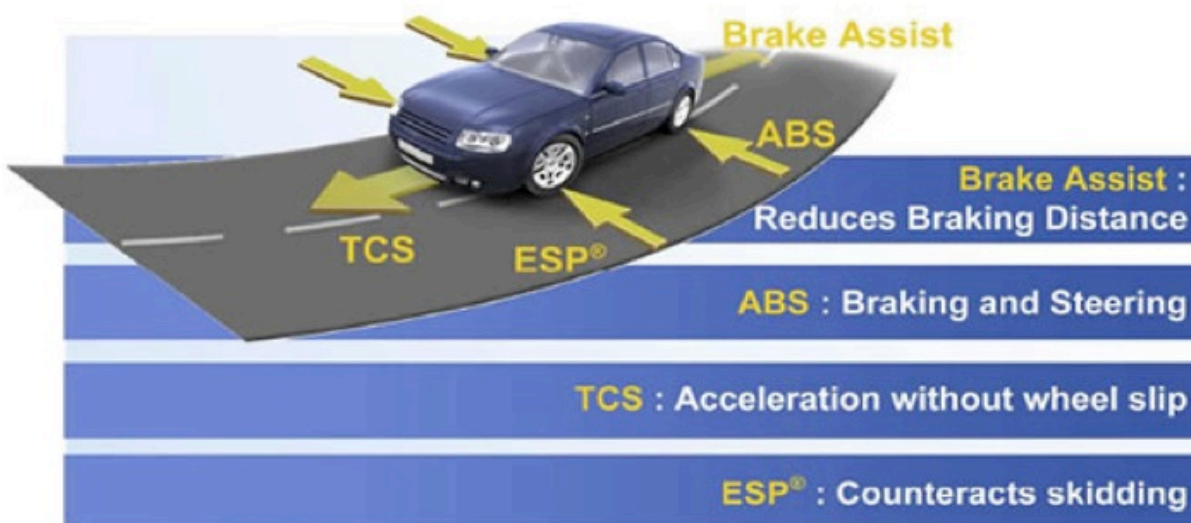 Brake Assist
ABS
TCS
ESP®
Brake Assist :
Reduces Braking Distance
ABS : Braking and Steering
TCS : Acceleration without wheel slip
ESP® : Counteracts skidding